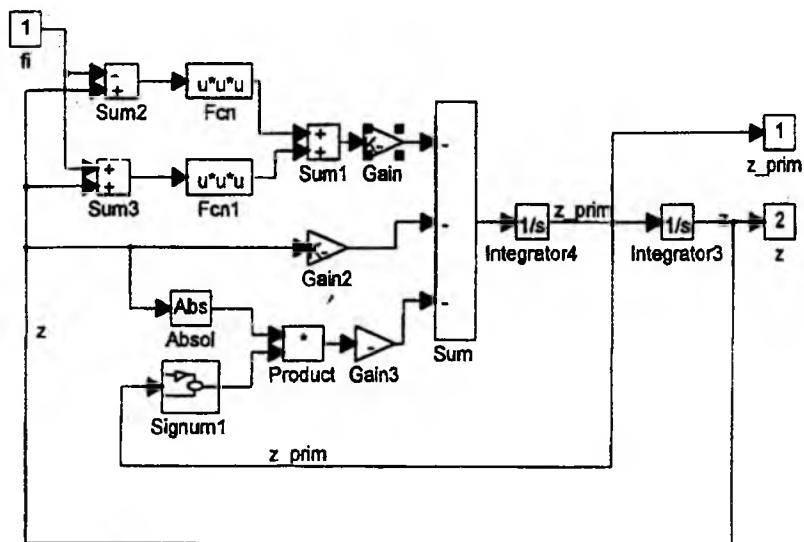 1
fi
-
+
Sum2
u*u*u
Fcn
+
+
Sum3
u*u*u
Fcn1
+
+
Sum1
-
Gain
-
Gain2
Abs
Absol
*
Product
-
Gain3
Signum1
-
-
-
Sum
1/s
Integrator4
z_prim
1/s
Integrator3
z
1
z_prim
2
z
z
z_prim